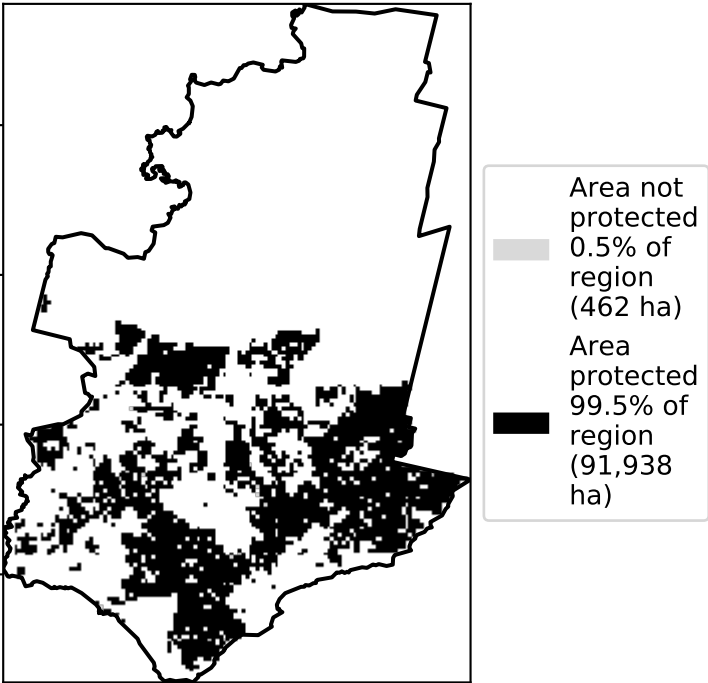 Area not
protected
0.5% of
region
(462 ha)
Area
protected
99.5% of
region
(91,938
ha)